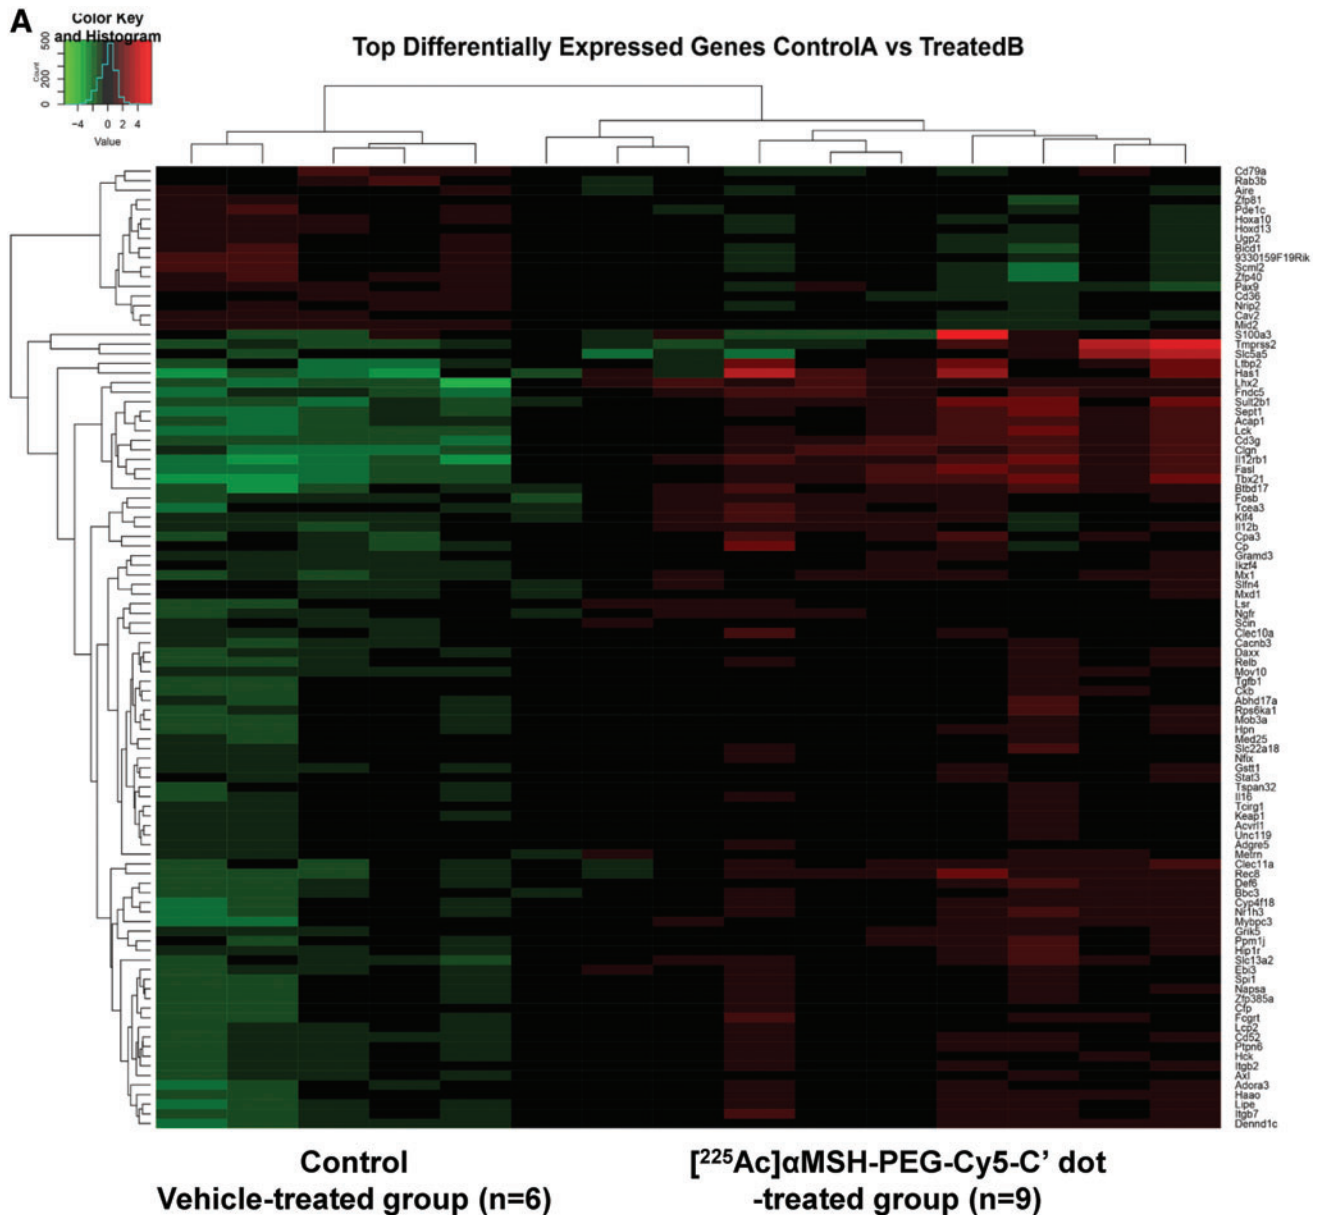 A
Color Key
and Histogram
Count
0 200 500
−4 0 2 4
Value
Top Differentially Expressed Genes ControlA vs TreatedB
Cd79a
Rab3b
Aire
Zfp81
Pde1c
Hoxa10
Hoxd13
Ugp2
Bicd1
9330159F19Rik
Scml2
Zfp40
Pax9
Cd36
Nrip2
Cav2
Mid2
S100a3
Tmprss2
Slc5a5
Ltbp2
Has1
Lhx2
Fndc5
Sult2b1
Sept1
Acap1
Lck
Cd3g
Clgn
Il12rb1
Fasl
Tbx21
Btbd17
Fosb
Tcea3
Klf4
Il12b
Cpa3
Cp
Gramd3
Ikzf4
Mx1
Slfn4
Mxd1
Lsr
Ngfr
Scin
Clec10a
Cacnb3
Daxx
Relb
Mov10
Tgfb1
Ckb
Abhd17a
Rps6ka1
Mob3a
Hpn
Med25
Slc22a18
Nfix
Gstt1
Stat3
Tspan32
Il16
Tcirg1
Keap1
Acvrl1
Unc119
Adgre5
Metrn
Clec11a
Rec8
Def6
Bbc3
Cyp4f18
Nr1h3
Mybpc3
Grik5
Ppm1j
Hip1r
Slc13a2
Ebi3
Spi1
Napsa
Zfp385a
Cfp
Fcgrt
Lcp2
Cd52
Ptpn6
Hck
Itgb2
Axl
Adora3
Haao
Lipe
Itgb7
Dennd1c
Control
Vehicle-treated group (n=6)
[²²⁵Ac]αMSH-PEG-Cy5-C’ dot
-treated group (n=9)